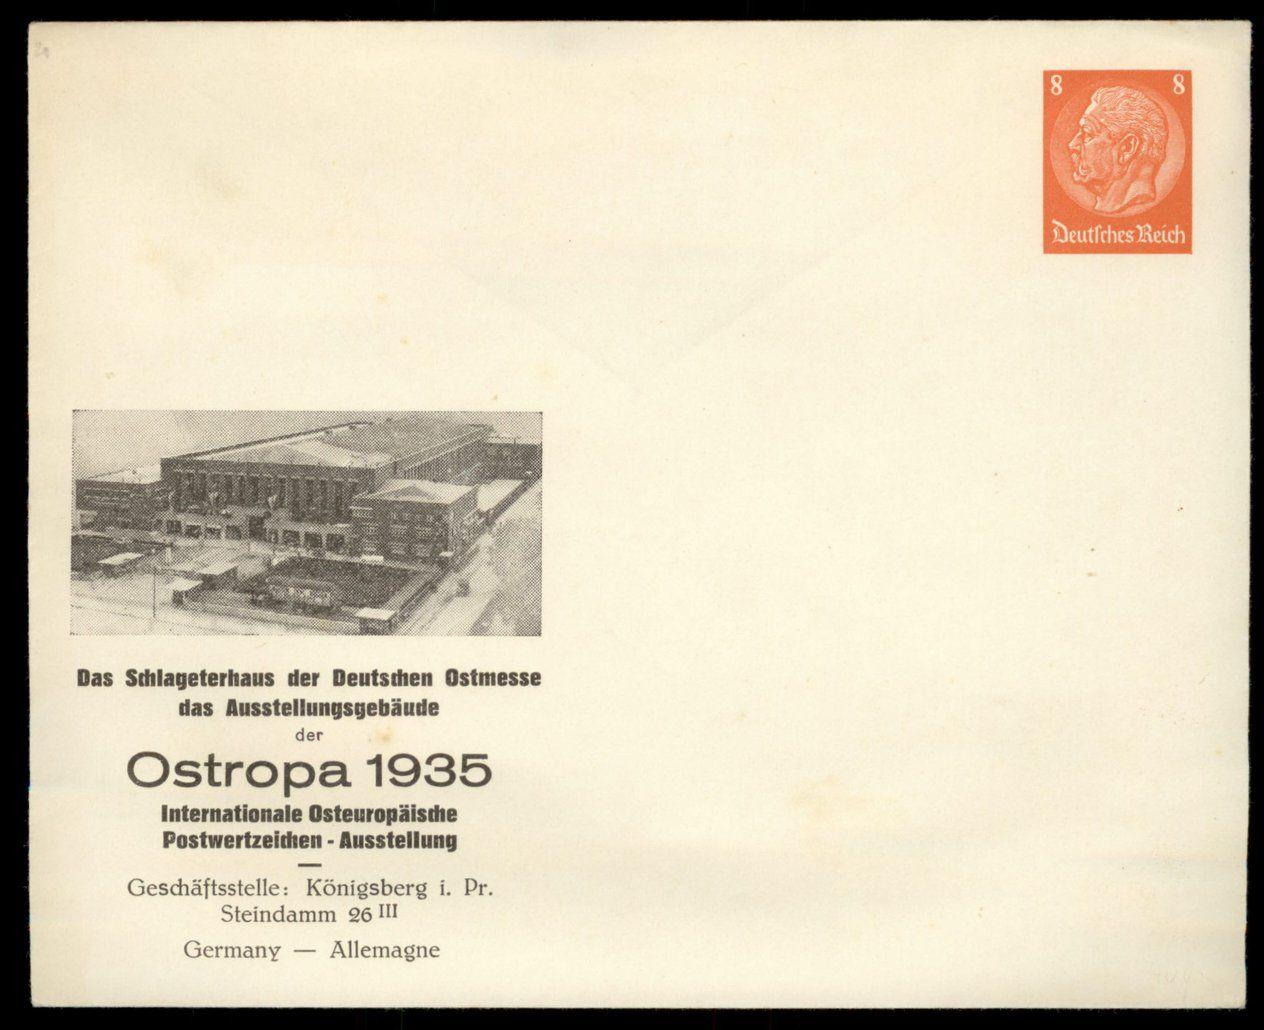 8 8
Deutsches Reich
Das Schlageterhaus der Deutschen Ostmesse
das Ausstellungsgebäude
der
Ostropa 1935
Internationale Osteuropäische
Postwertzeichen - Ausstellung
Geschäftsstelle: Königsberg i. Pr.
Steindamm 26 III
Germany — Allemagne